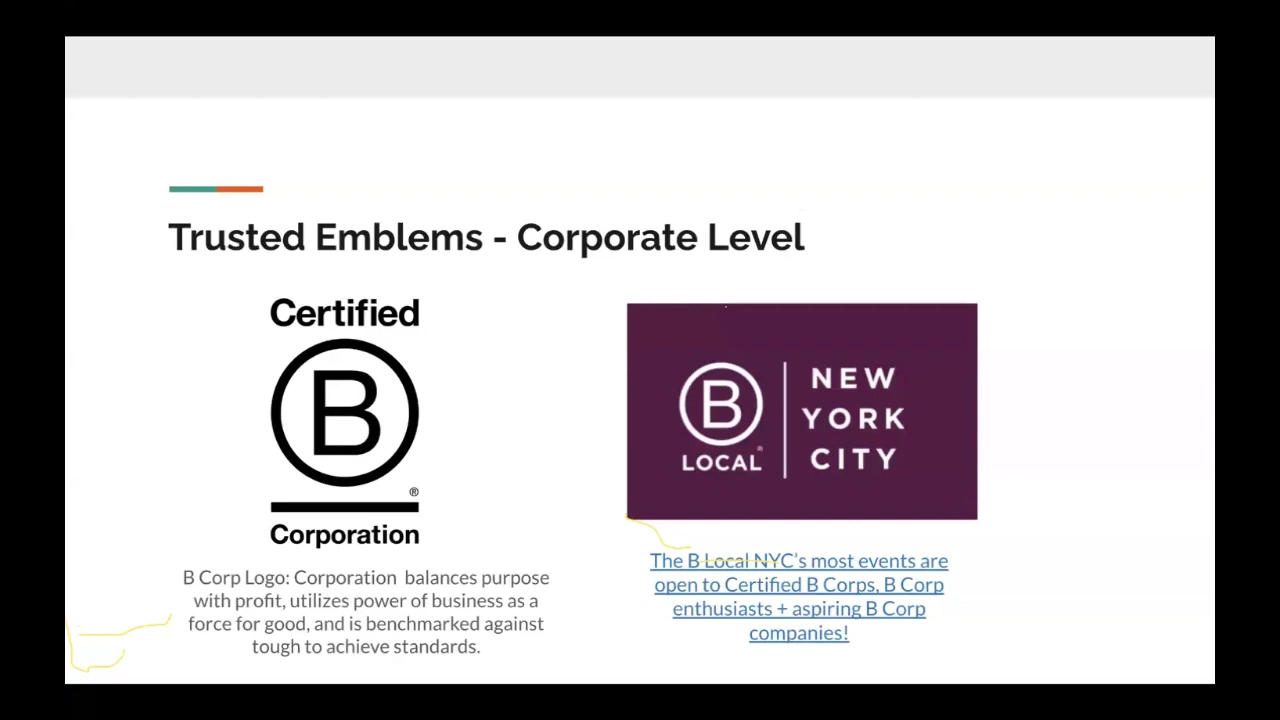 Trusted Emblems - Corporate Level
Certified
B
®
Corporation
B Corp Logo: Corporation balances purpose
with profit, utilizes power of business as a
force for good, and is benchmarked against
tough to achieve standards.
B
LOCAL®
NEW
YORK
CITY
The B Local NYC's most events are
open to Certified B Corps, B Corp
enthusiasts + aspiring B Corp
companies!